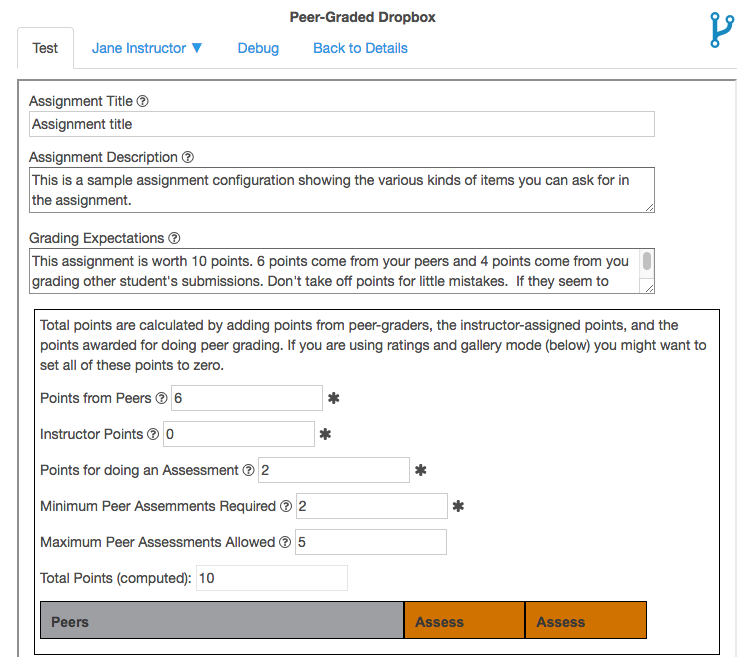 Peer-Graded Dropbox
Test
Jane Instructor ▼
Debug
Back to Details
Assignment Title
Assignment title
Assignment Description
This is a sample assignment configuration showing the various kinds of items you can ask for in
the assignment.
Grading Expectations
This assignment is worth 10 points. 6 points come from your peers and 4 points come from you
grading other student's submissions. Don't take off points for little mistakes.  If they seem to
Total points are calculated by adding points from peer-graders, the instructor-assigned points, and the
points awarded for doing peer grading. If you are using ratings and gallery mode (below) you might want to
set all of these points to zero.
Points from Peers ? 6 ✱
Instructor Points ? 0 ✱
Points for doing an Assessment ? 2 ✱
Minimum Peer Assemments Required ? 2 ✱
Maximum Peer Assessments Allowed ? 5
Total Points (computed): 10
Peers
Assess
Assess